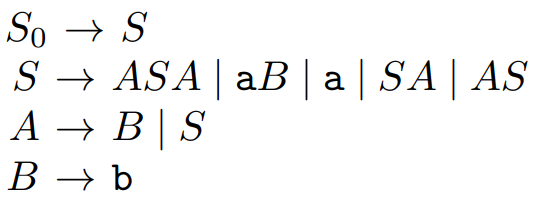 S₀ → S
S → ASA | aB | a | SA | AS
A → B | S
B → b